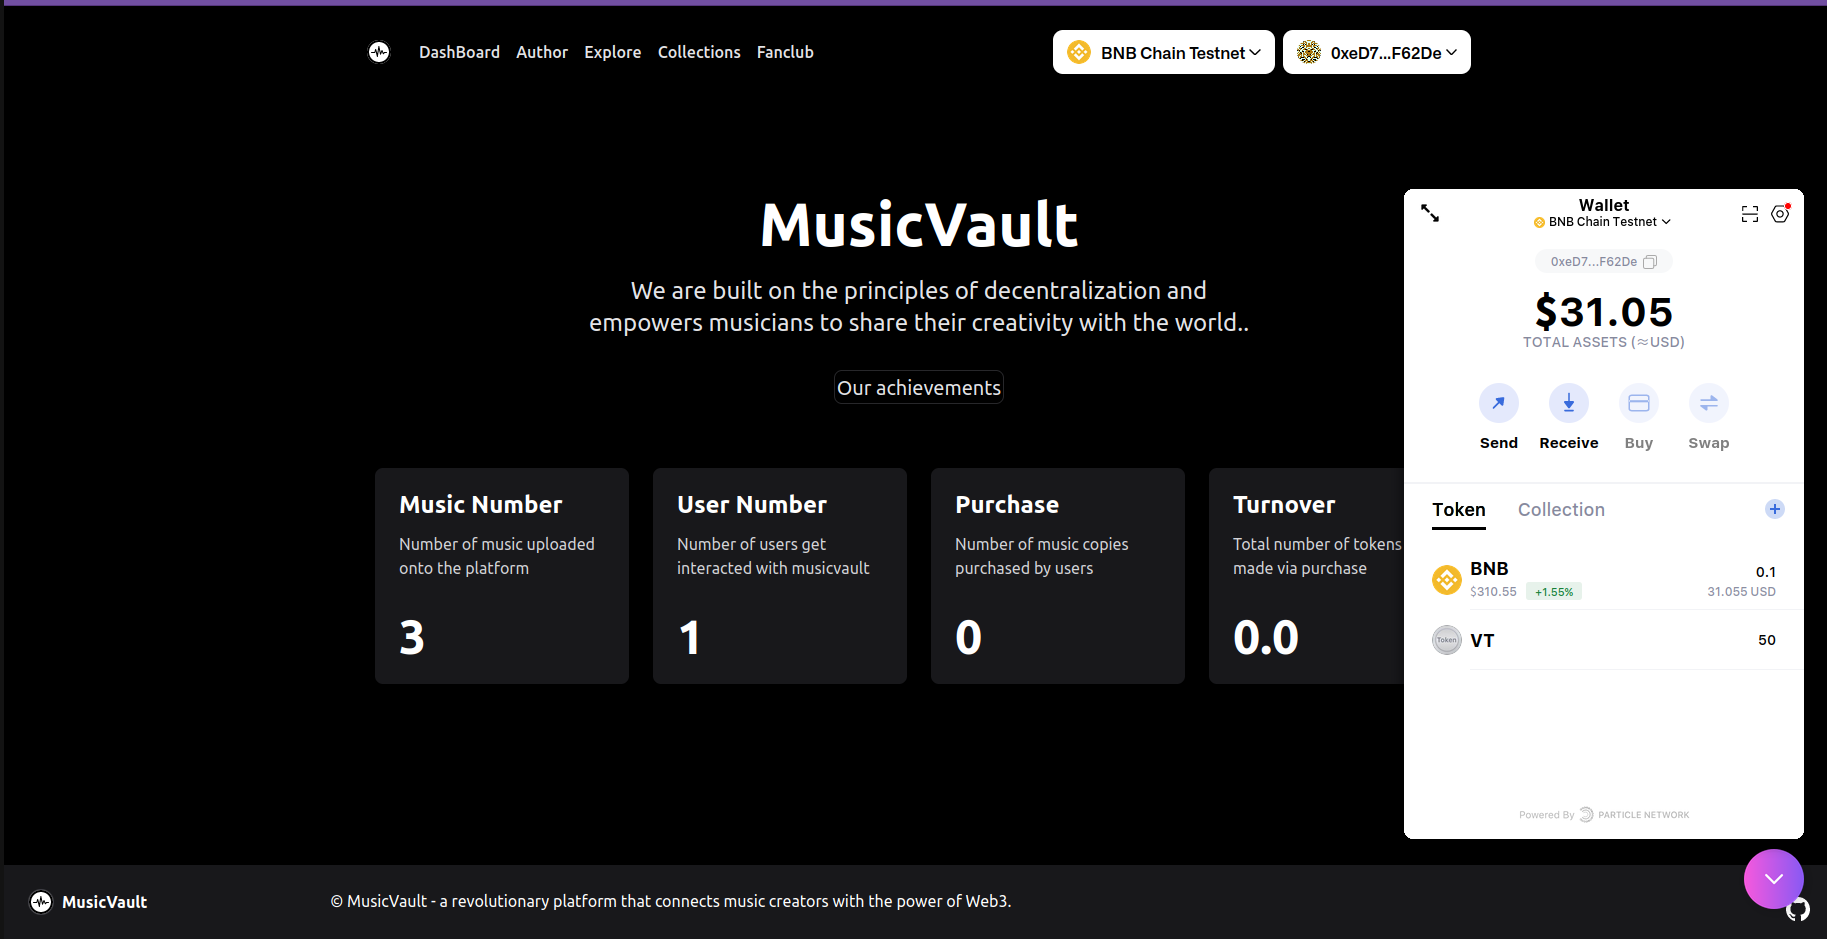 DashBoard Author Explore Collections Fanclub
BNB Chain Testnet
0xeD7...F62De
MusicVault
We are built on the principles of decentralization and
empowers musicians to share their creativity with the world..
Our achievements
Music Number
Number of music uploaded
onto the platform
3
User Number
Number of users get
interacted with musicvault
1
Purchase
Number of music copies
purchased by users
0
Turnover
Total number of tokens
made via purchase
0.0
Wallet
BNB Chain Testnet
0xeD7...F62De
$31.05
TOTAL ASSETS (≈USD)
Send Receive Buy Swap
Token Collection
BNB 0.1
$310.55 +1.55% 31.055 USD
Token VT 50
Powered By PARTICLE NETWORK
MusicVault
© MusicVault - a revolutionary platform that connects music creators with the power of Web3.